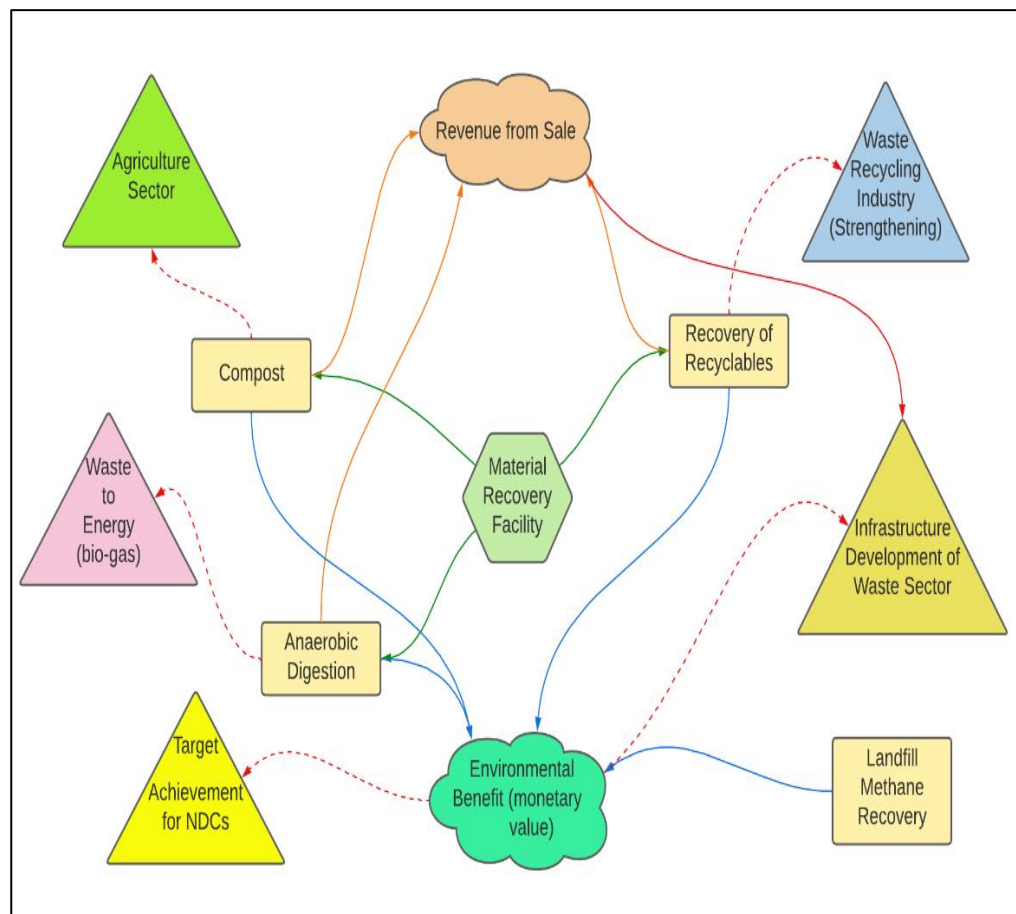 Revenue from Sale
Agriculture
Sector
Waste
Recycling
Industry
(Strengthening)
Compost
Recovery of
Recyclables
Waste
to
Energy
(bio-gas)
Material
Recovery
Facility
Infrastructure
Development of
Waste Sector
Anaerobic
Digestion
Target
Achievement
for NDCs
Environmental
Benefit (monetary
value)
Landfill
Methane
Recovery